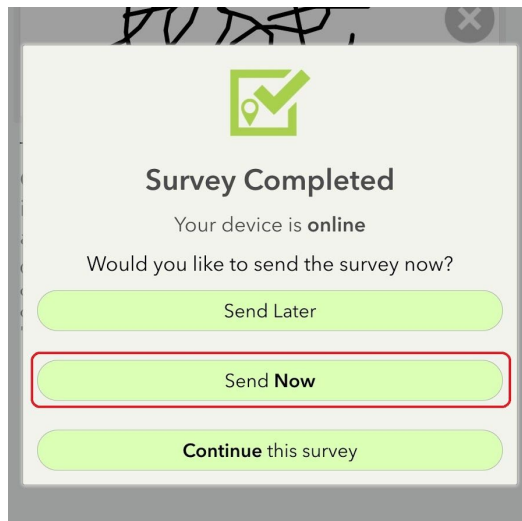 Survey Completed
Your device is online
Would you like to send the survey now?
Send Later
Send Now
Continue this survey